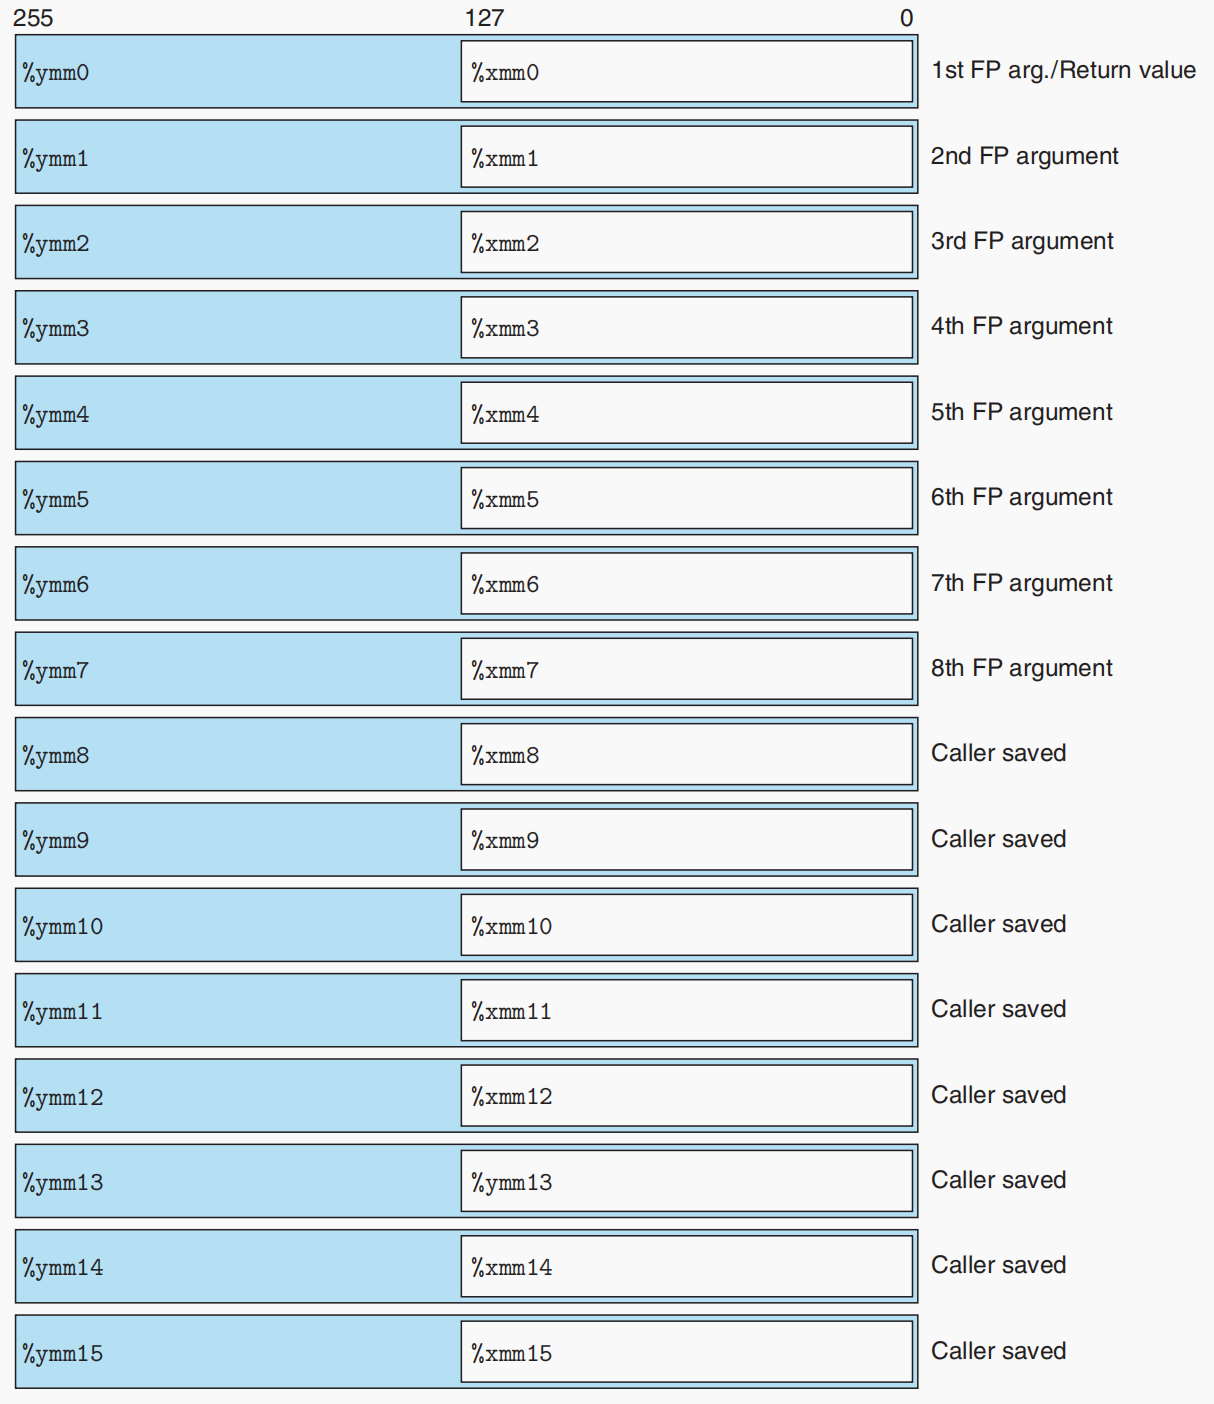 255 127 0
%ymm0 %xmm0 1st FP arg./Return value
%ymm1 %xmm1 2nd FP argument
%ymm2 %xmm2 3rd FP argument
%ymm3 %xmm3 4th FP argument
%ymm4 %xmm4 5th FP argument
%ymm5 %xmm5 6th FP argument
%ymm6 %xmm6 7th FP argument
%ymm7 %xmm7 8th FP argument
%ymm8 %xmm8 Caller saved
%ymm9 %xmm9 Caller saved
%ymm10 %xmm10 Caller saved
%ymm11 %xmm11 Caller saved
%ymm12 %xmm12 Caller saved
%ymm13 %ymm13 Caller saved
%ymm14 %xmm14 Caller saved
%ymm15 %xmm15 Caller saved